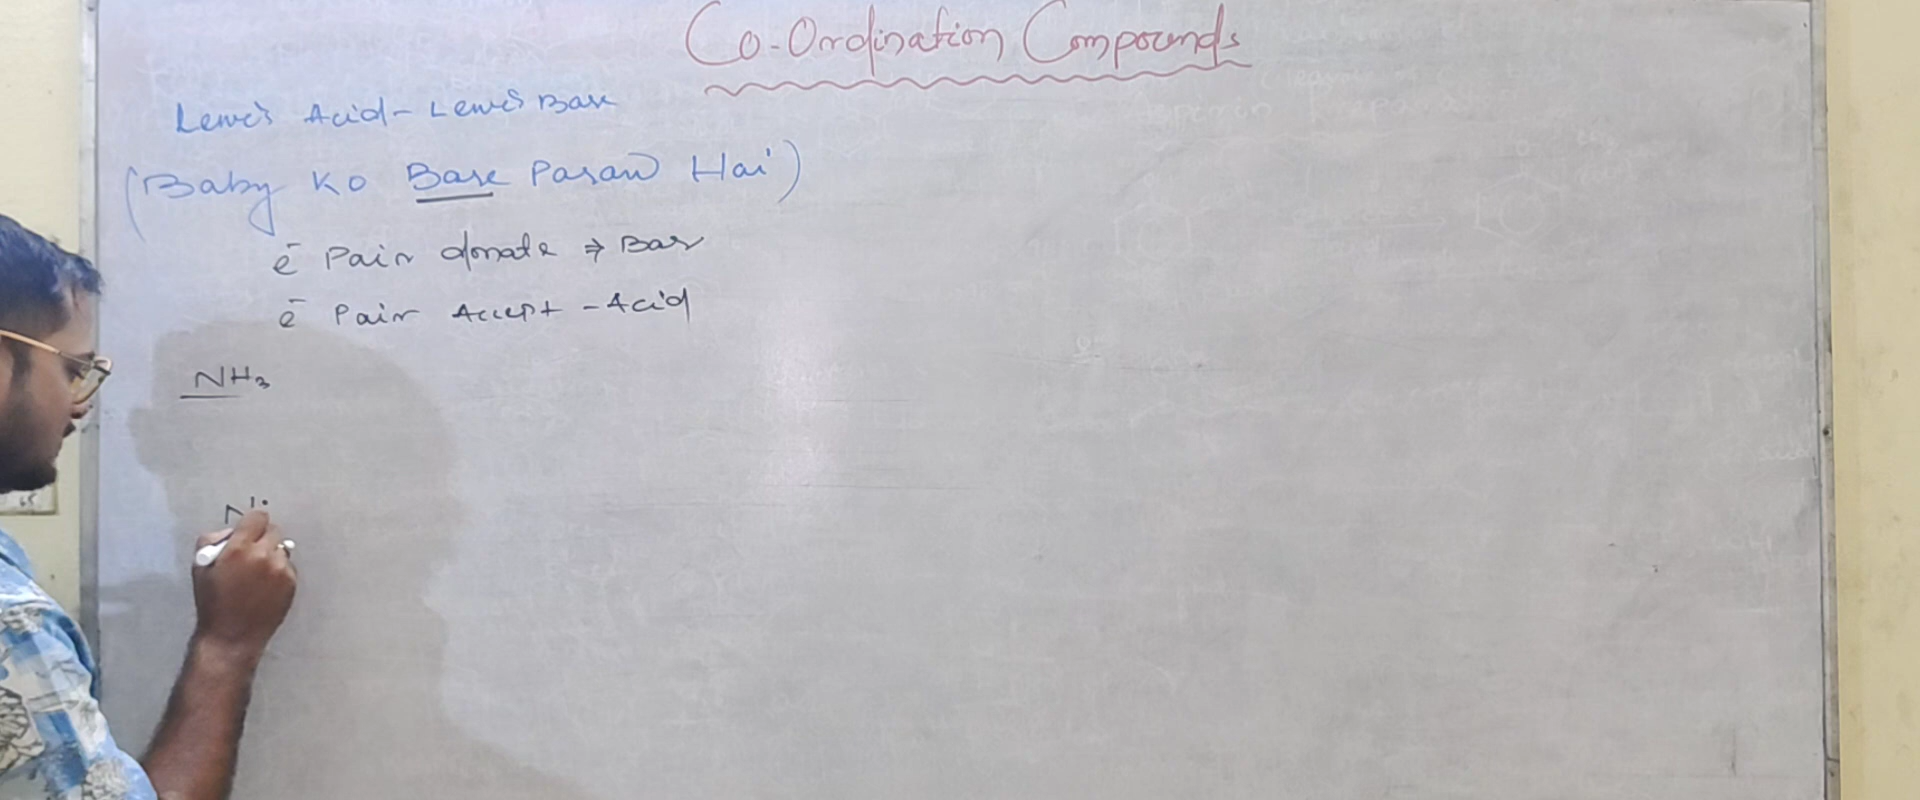 Co-Ordination Compounds
Lewis Acid - Lewis Base
(Baby Ko Base Pasand Hai)
e⁻ Pair donate ⇒ Base
e⁻ Pair Accept - Acid
NH₃
N